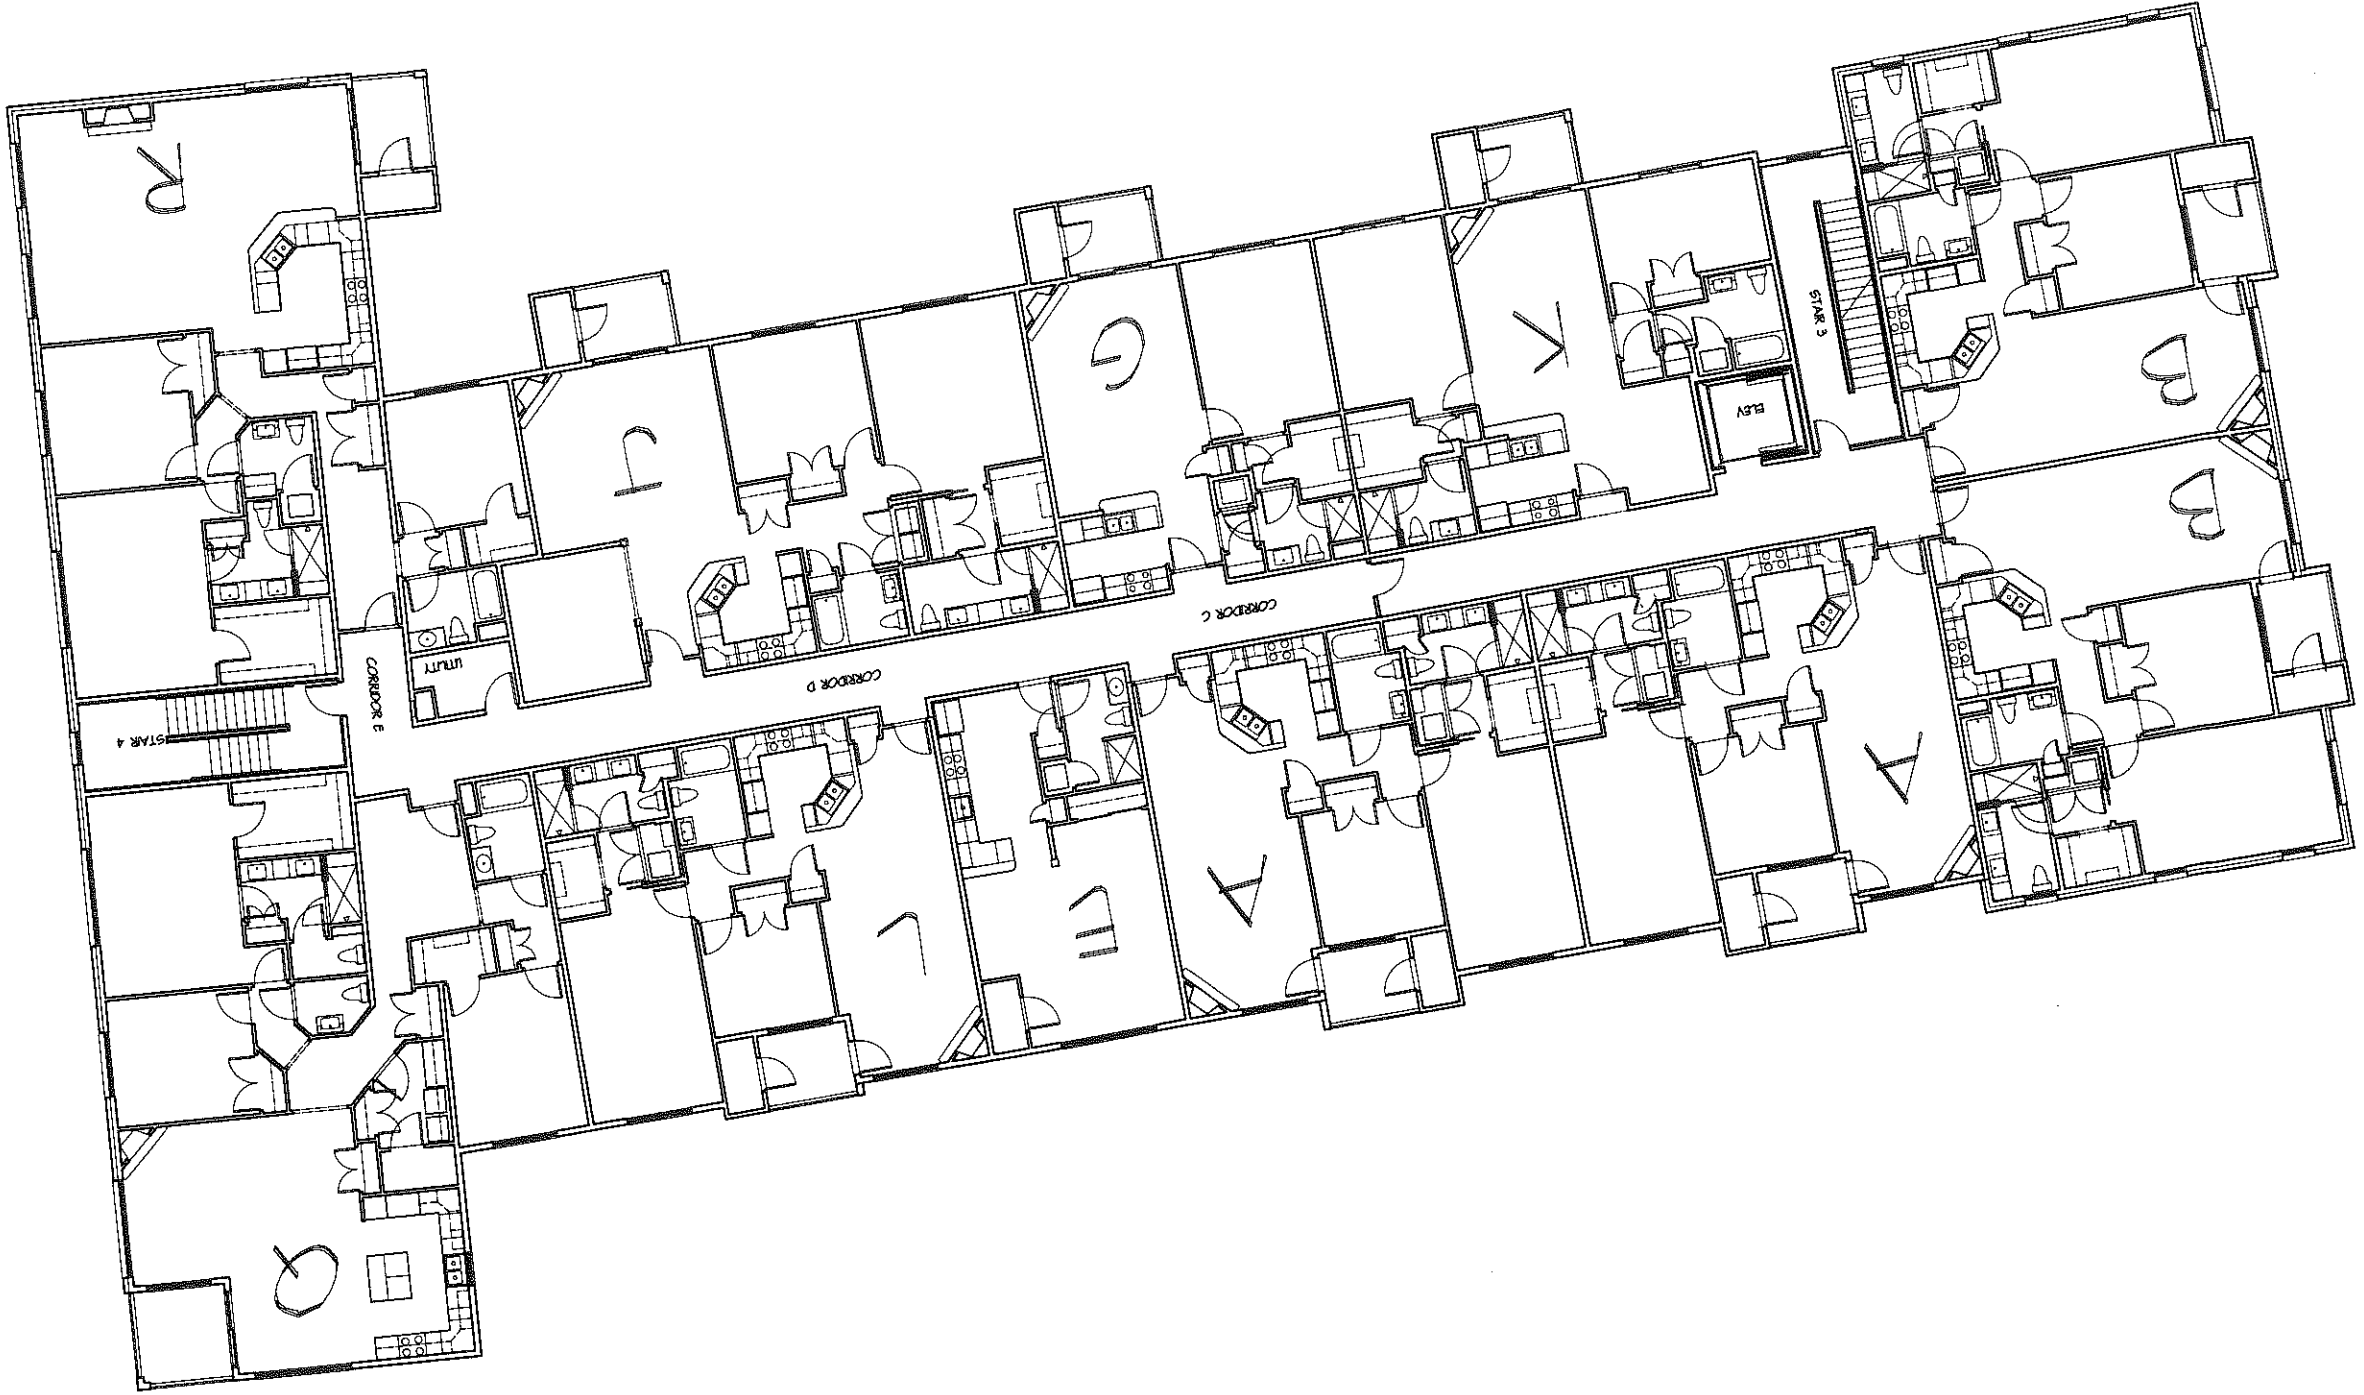 Q
L
E
A
A
STAIR 4
CORRIDOR E
CORRIDOR D
UTILITY
CORRIDOR C
B
J
ELEV
B
G
K
STAIR 3
R